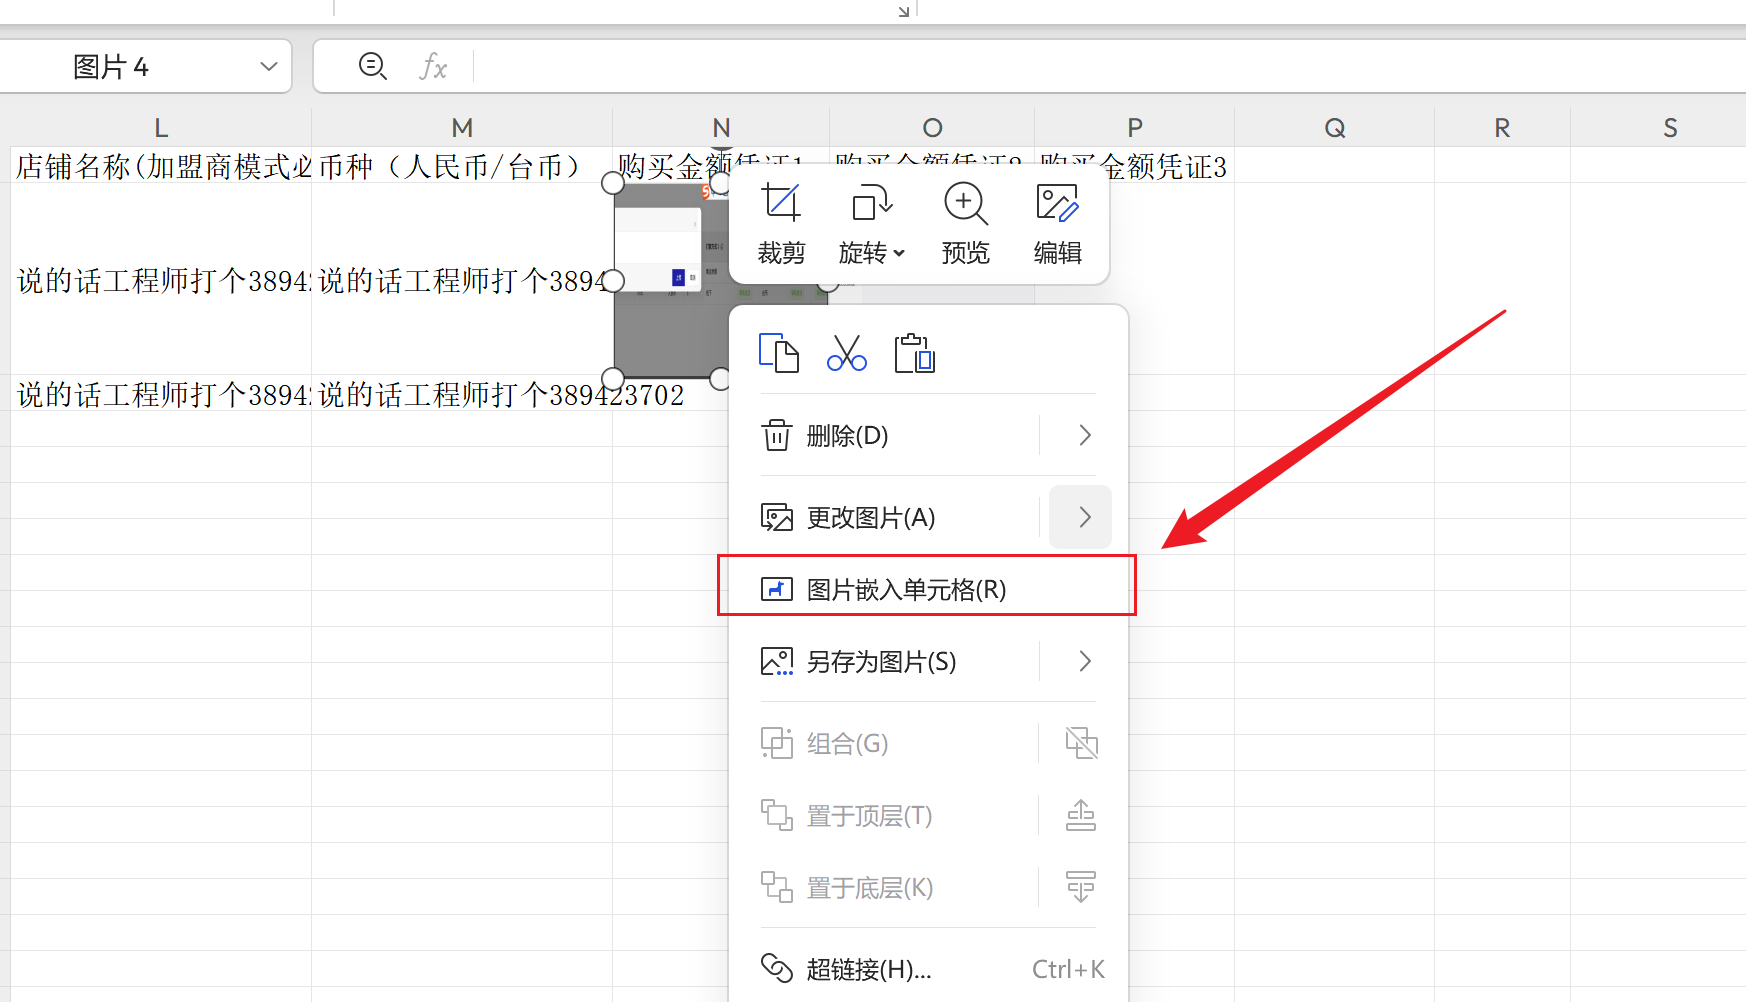 图片 4
fx
L M N O P Q R S
店铺名称(加盟商模式必 币种（人民币/台币） 购买金额凭证1 购买金额凭证2 购买金额凭证3
裁剪 旋转 预览 编辑
说的话工程师打个3894 说的话工程师打个3894
说的话工程师打个3894 说的话工程师打个389423702
删除(D)
更改图片(A)
图片嵌入单元格(R)
另存为图片(S)
组合(G)
置于顶层(T)
置于底层(K)
超链接(H)... Ctrl+K